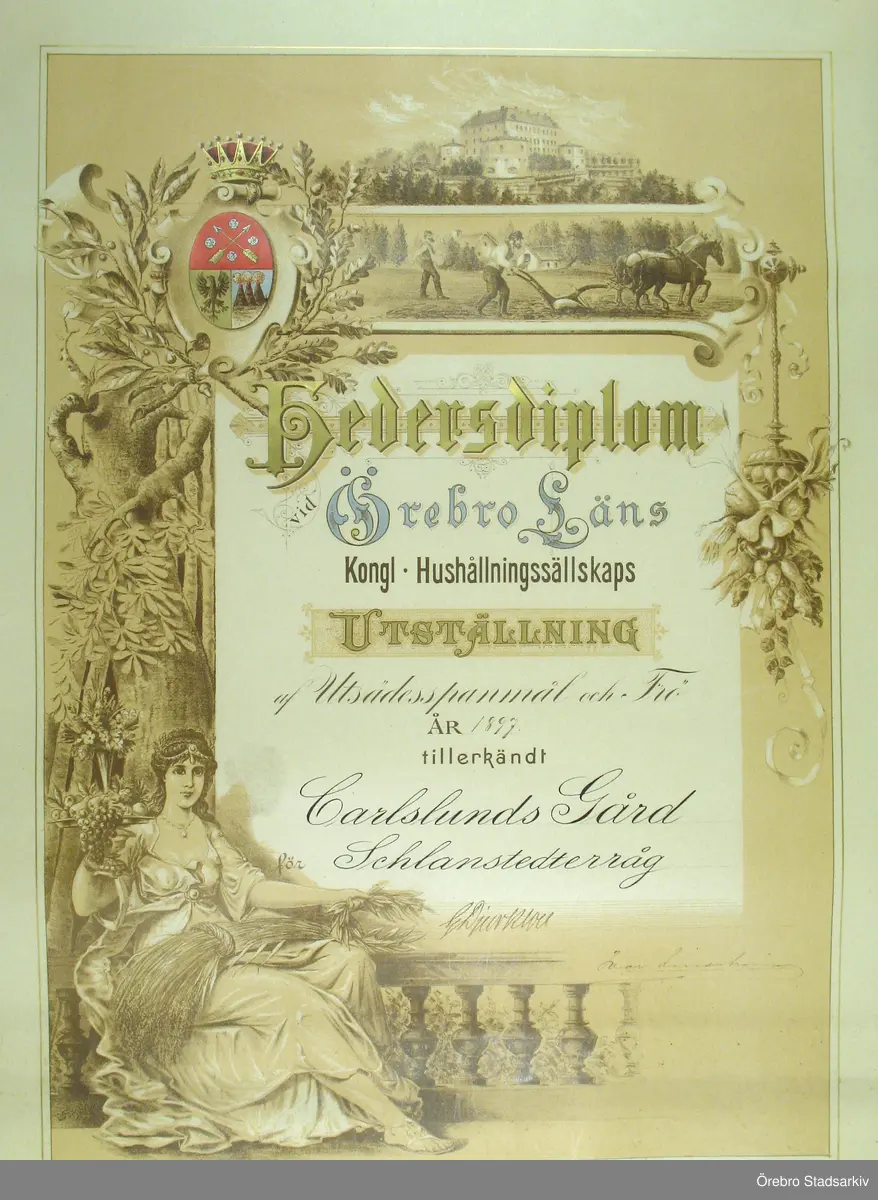 Hedersdiplom
vid Örebro Läns
Kongl · Hushållningssällskaps
UTSTÄLLNING
af Utsädesspanmål och Frö
ÅR 1897.
tillerkändt
Carlslunds Gård
för Schlanstedterråg
Örebro Stadsarkiv